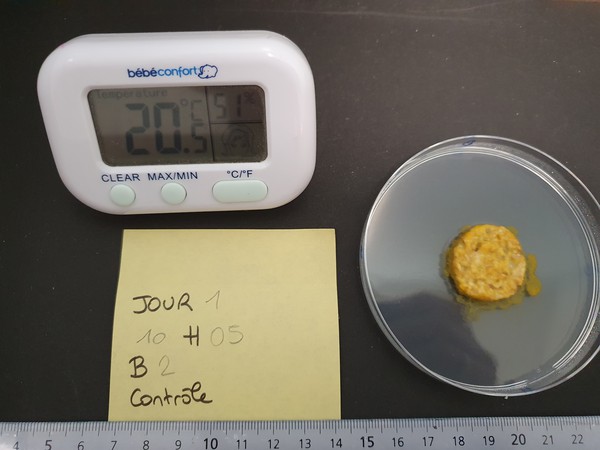 bébéconfort
Temperature
20.5 °C
51%
CLEAR MAX/MIN °C/°F
JOUR 1
10 H 05
B 2
Contrôle
4 5 6 7 8 9 10 11 12 13 14 15 16 17 18 19 20 21 22